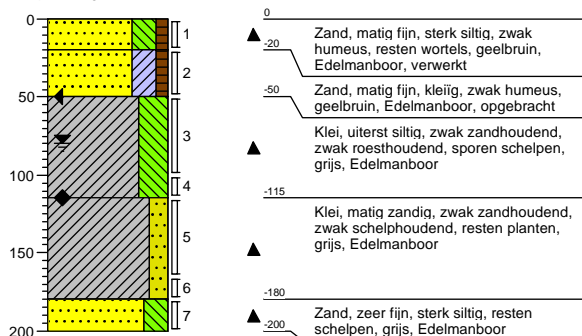 0
50
100
150
200
1
2
3
4
5
6
7
0
Zand, matig fijn, sterk siltig, zwak
humeus, resten wortels, geelbruin,
Edelmanboor, verwerkt
-20
Zand, matig fijn, kleiïg, zwak humeus,
geelbruin, Edelmanboor, opgebracht
-50
Klei, uiterst siltig, zwak zandhoudend,
zwak roesthoudend, sporen schelpen,
grijs, Edelmanboor
-115
Klei, matig zandig, zwak zandhoudend,
zwak schelphoudend, resten planten,
grijs, Edelmanboor
-180
Zand, zeer fijn, sterk siltig, resten
schelpen, grijs, Edelmanboor
-200